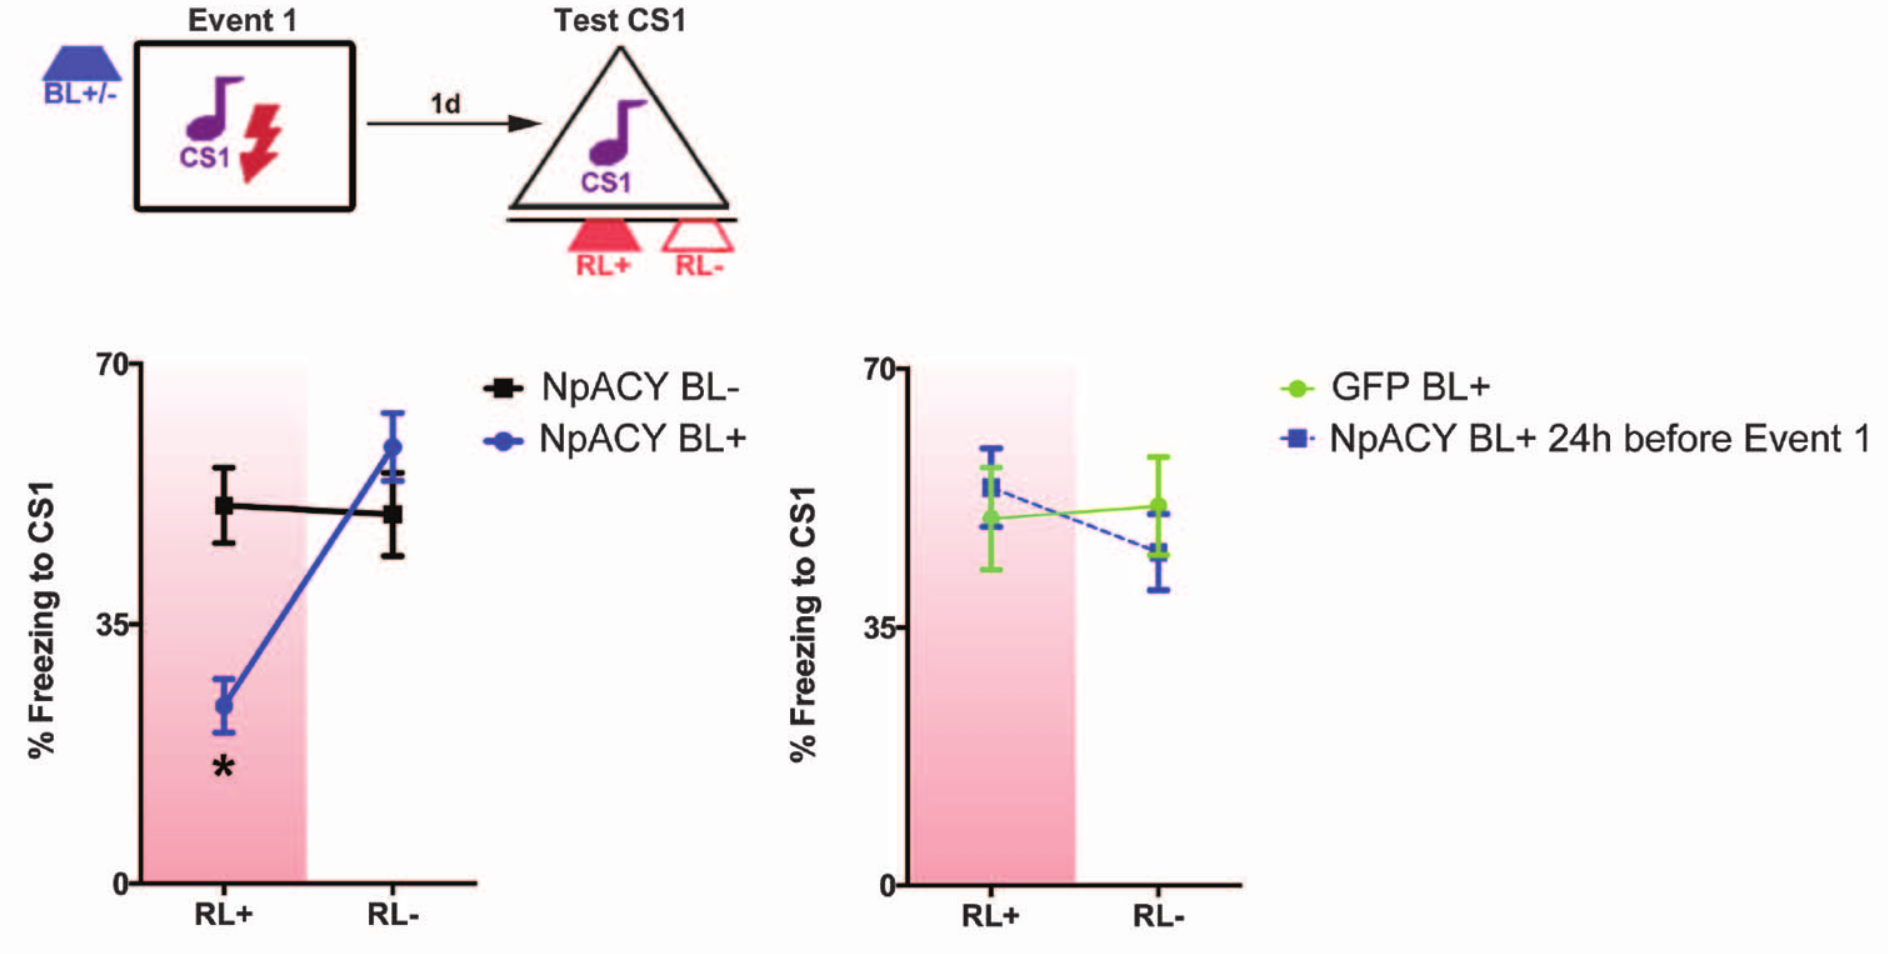 Event 1
Test CS1
BL+/-
CS1
1d
CS1
RL+
RL-
70
35
0
% Freezing to CS1
RL+
RL-
NpACY BL-
NpACY BL+
*
70
35
0
% Freezing to CS1
RL+
RL-
GFP BL+
NpACY BL+ 24h before Event 1